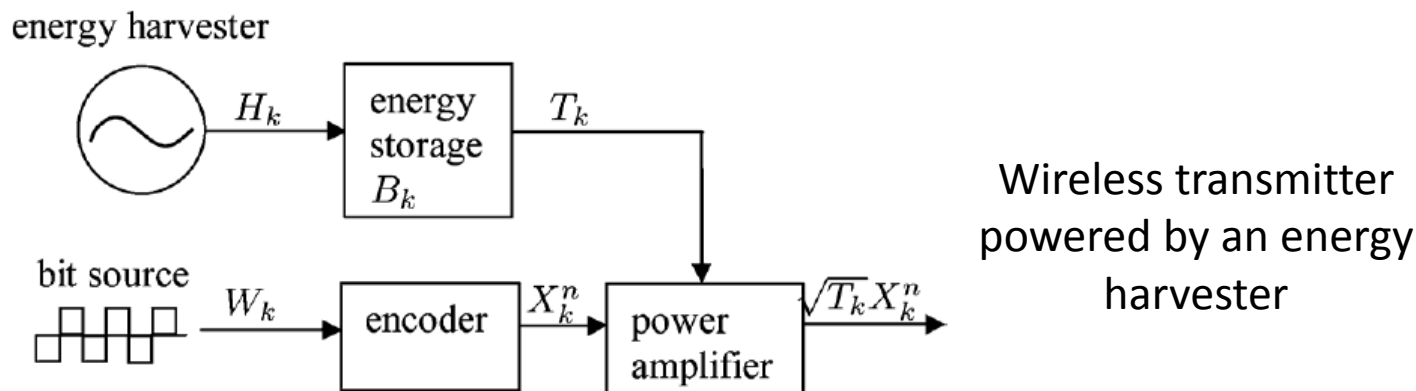 energy harvester
$H_k$
energy
storage
$B_k$
$T_k$
Wireless transmitter
powered by an energy
harvester
bit source
$W_k$
encoder
$X_k^n$
power
amplifier
$\sqrt{T_k}X_k^n$